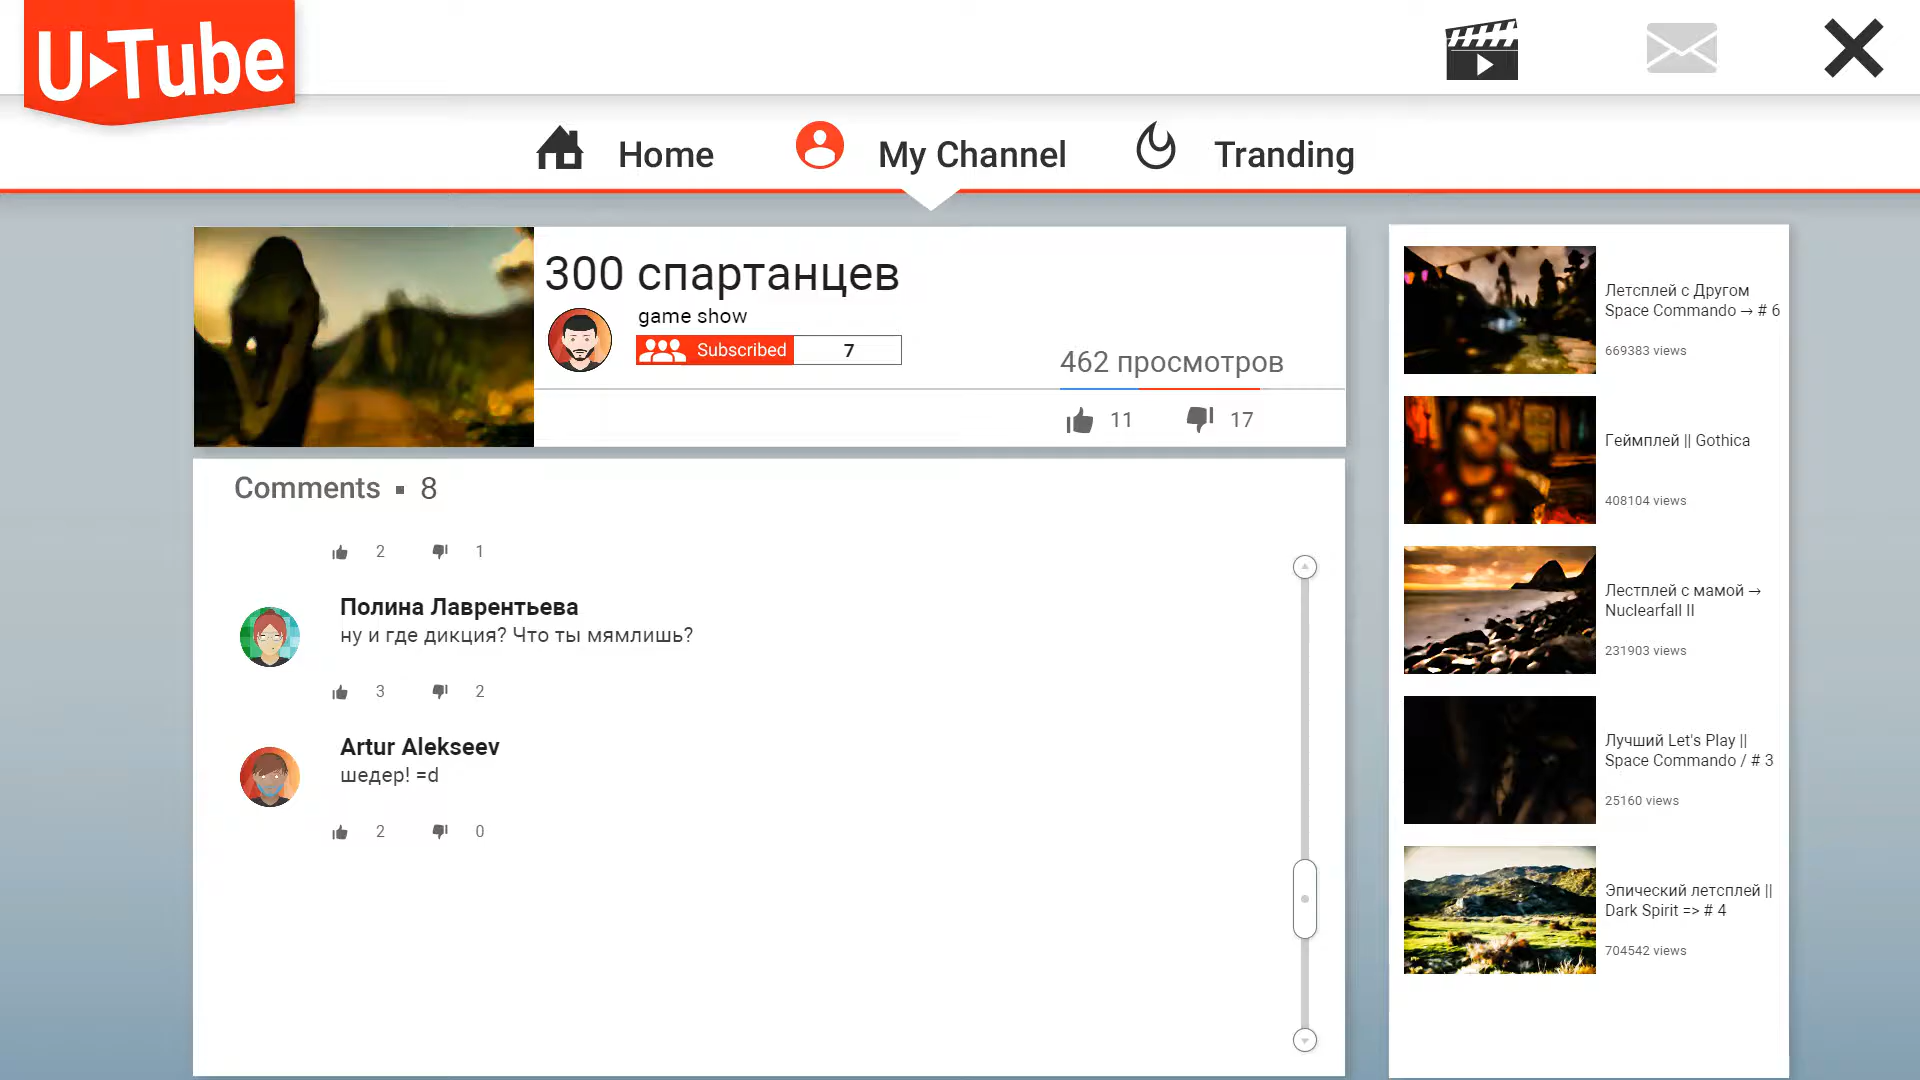 U Tube
Home
My Channel
Tranding
300 спартанцев
game show
Subscribed 7
462 просмотров
11 17
Comments ▪ 8
2 1
Полина Лаврентьева
ну и где дикция? Что ты мямлишь?
3 2
Artur Alekseev
шедер! =d
2 0
Летсплей с Другом
Space Commando → # 6
669383 views
Геймплей || Gothica
408104 views
Лестплей с мамой →
Nuclearfall II
231903 views
Лучший Let's Play ||
Space Commando / # 3
25160 views
Эпический летсплей ||
Dark Spirit => # 4
704542 views